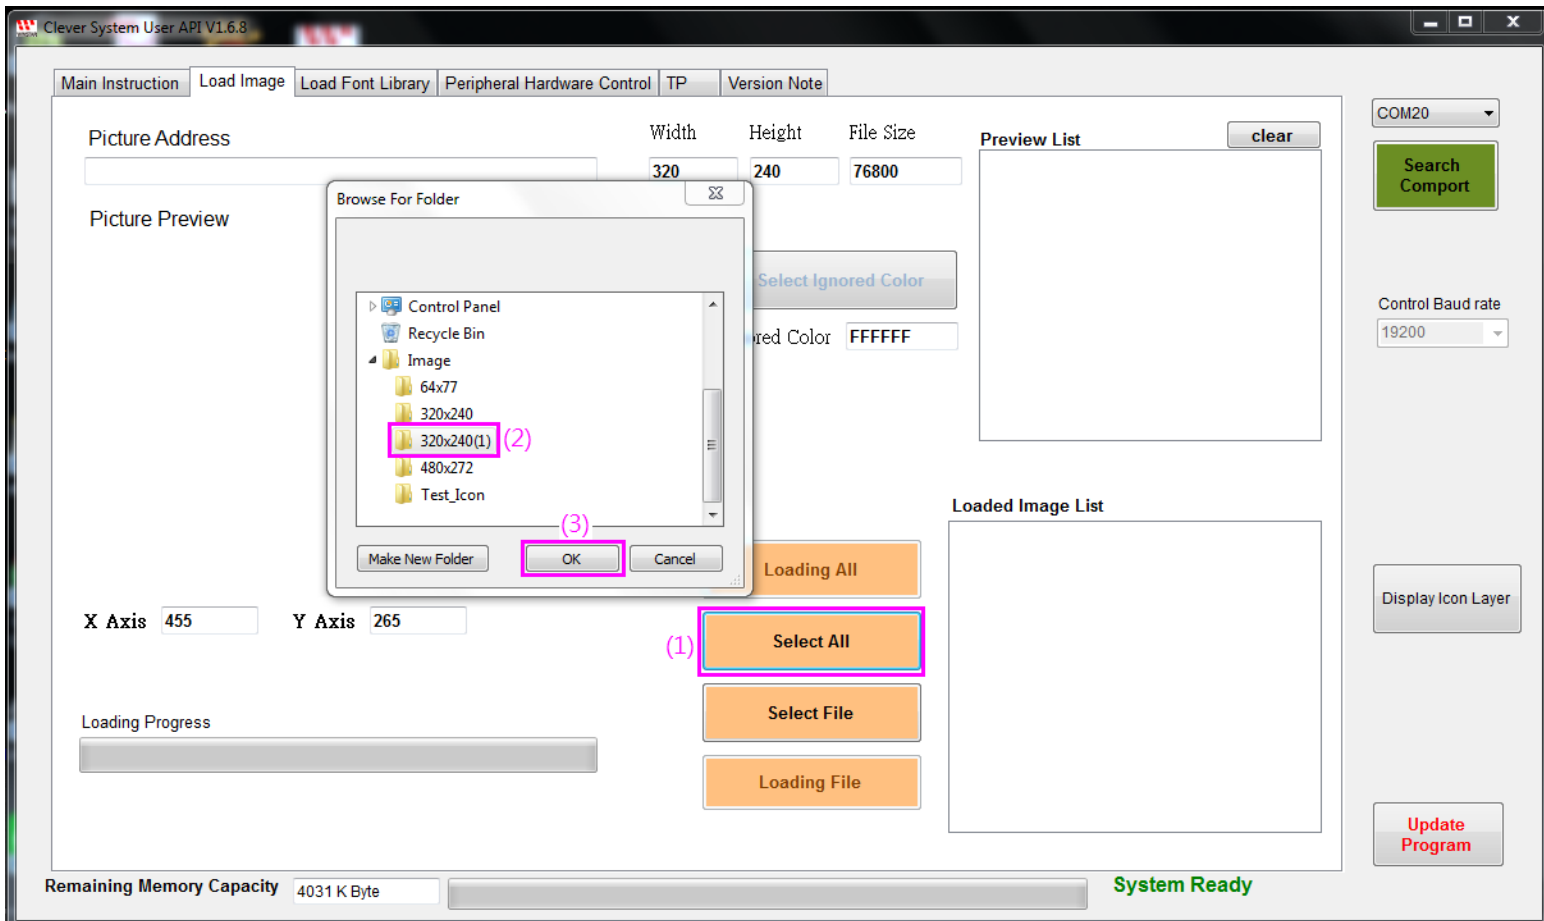 Clever System User API V1.6.8
Main Instruction
Load Image
Load Font Library
Peripheral Hardware Control
TP
Version Note
Picture Address
Width
Height
File Size
320
240
76800
Preview List
clear
COM20
Search
Comport
Picture Preview
Browse For Folder
Control Panel
Recycle Bin
Image
64x77
320x240
320x240(1)
(2)
480x272
Test_Icon
(3)
Make New Folder
OK
Cancel
Select Ignored Color
red Color
FFFFFF
Control Baud rate
19200
Loaded Image List
Loading All
(1)
Select All
Select File
Loading File
X Axis
455
Y Axis
265
Display Icon Layer
Loading Progress
Update
Program
Remaining Memory Capacity
4031 K Byte
System Ready